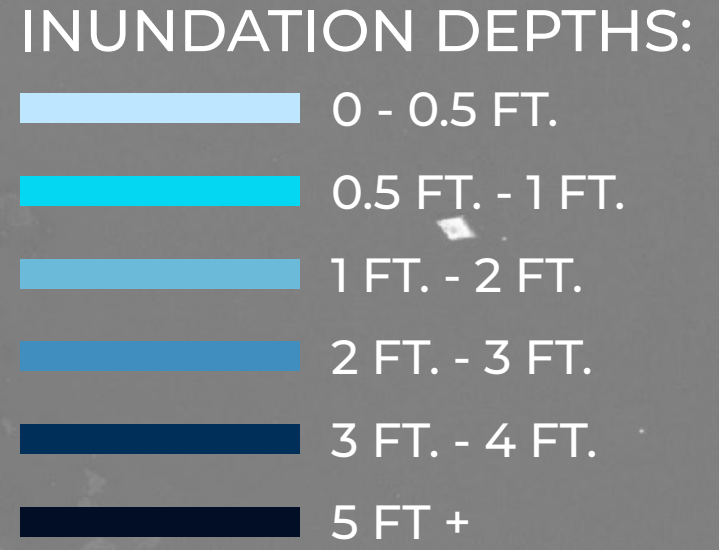 INUNDATION DEPTHS:
0 - 0.5 FT.
0.5 FT. - 1 FT.
1 FT. - 2 FT.
2 FT. - 3 FT.
3 FT. - 4 FT.
5 FT +